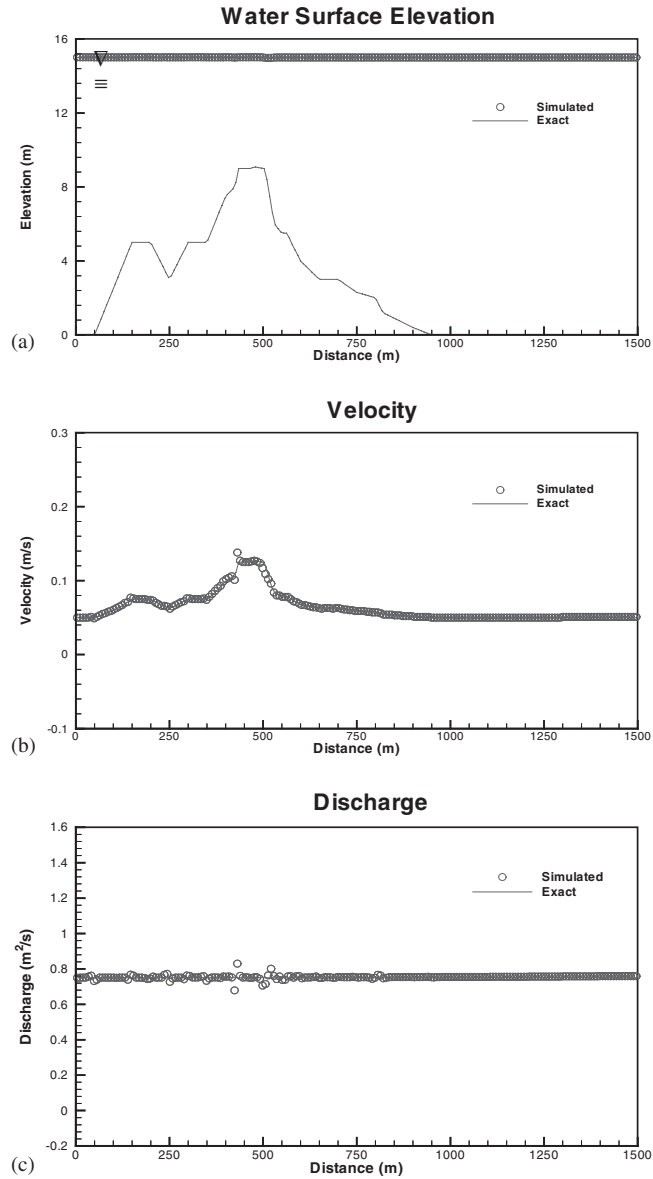 Water Surface Elevation
16
12
8
4
0
Elevation (m)
Simulated
Exact
0 250 500 750 1000 1250 1500
Distance (m)
(a)
Velocity
0.3
0.2
0.1
0
-0.1
Velocity (m/s)
Simulated
Exact
0 250 500 750 1000 1250 1500
Distance (m)
(b)
Discharge
1.6
1.4
1.2
1
0.8
0.6
0.4
0.2
0
-0.2
Discharge (m²/s)
Simulated
Exact
0 250 500 750 1000 1250 1500
Distance (m)
(c)